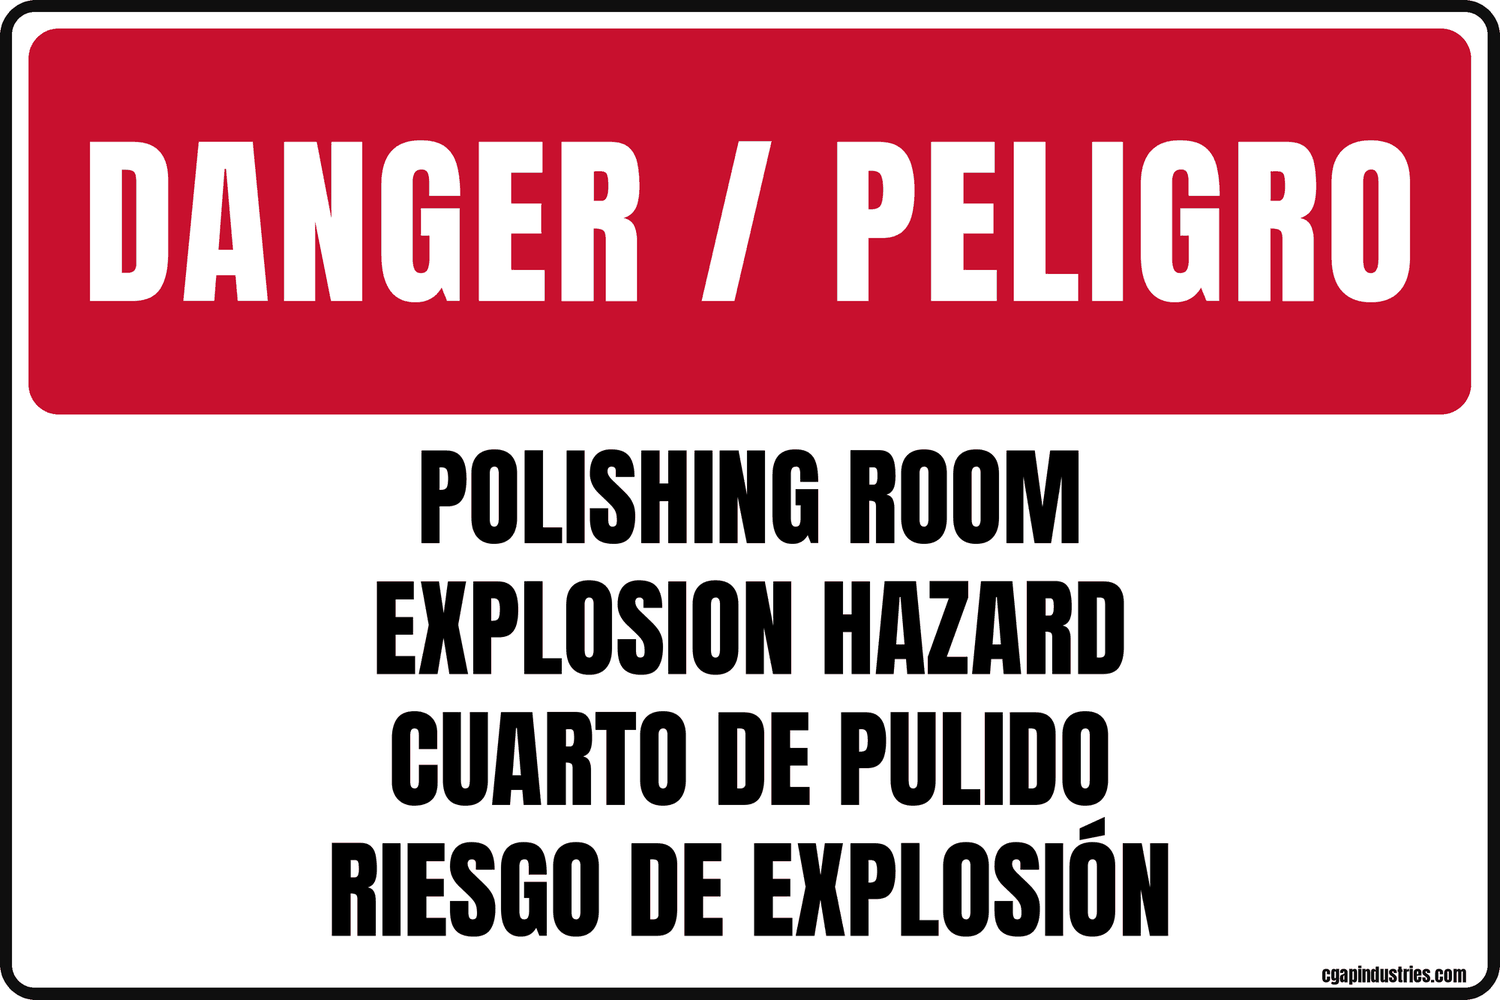 DANGER / PELIGRO
POLISHING ROOM
EXPLOSION HAZARD
CUARTO DE PULIDO
RIESGO DE EXPLOSIÓN
cgapindustries.com